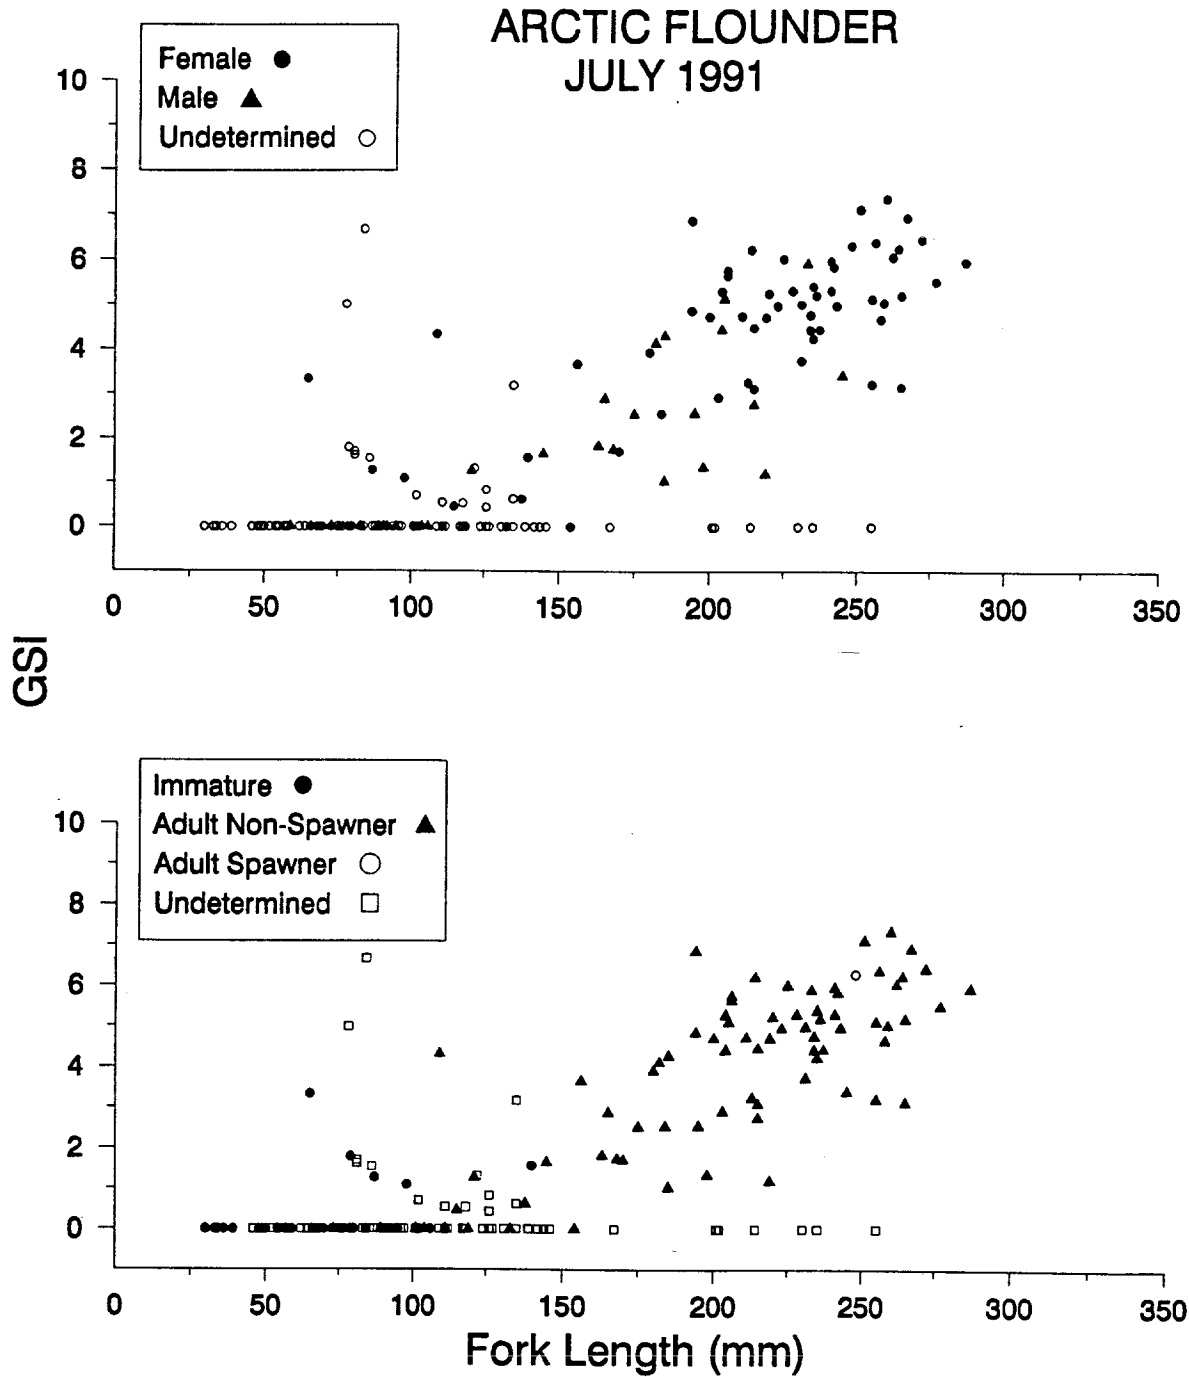 ARCTIC FLOUNDER
JULY 1991
Female
Male
Undetermined
10
8
6
4
2
0
0 50 100 150 200 250 300 350
GSI
Immature
Adult Non-Spawner
Adult Spawner
Undetermined
10
8
6
4
2
0
0 50 100 150 200 250 300 350
Fork Length (mm)